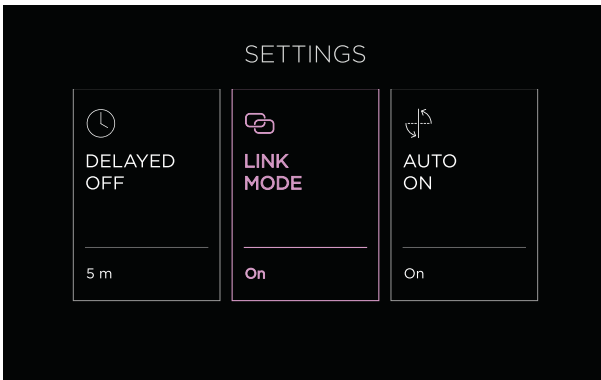 SETTINGS
DELAYED
OFF
5 m
LINK
MODE
On
AUTO
ON
On